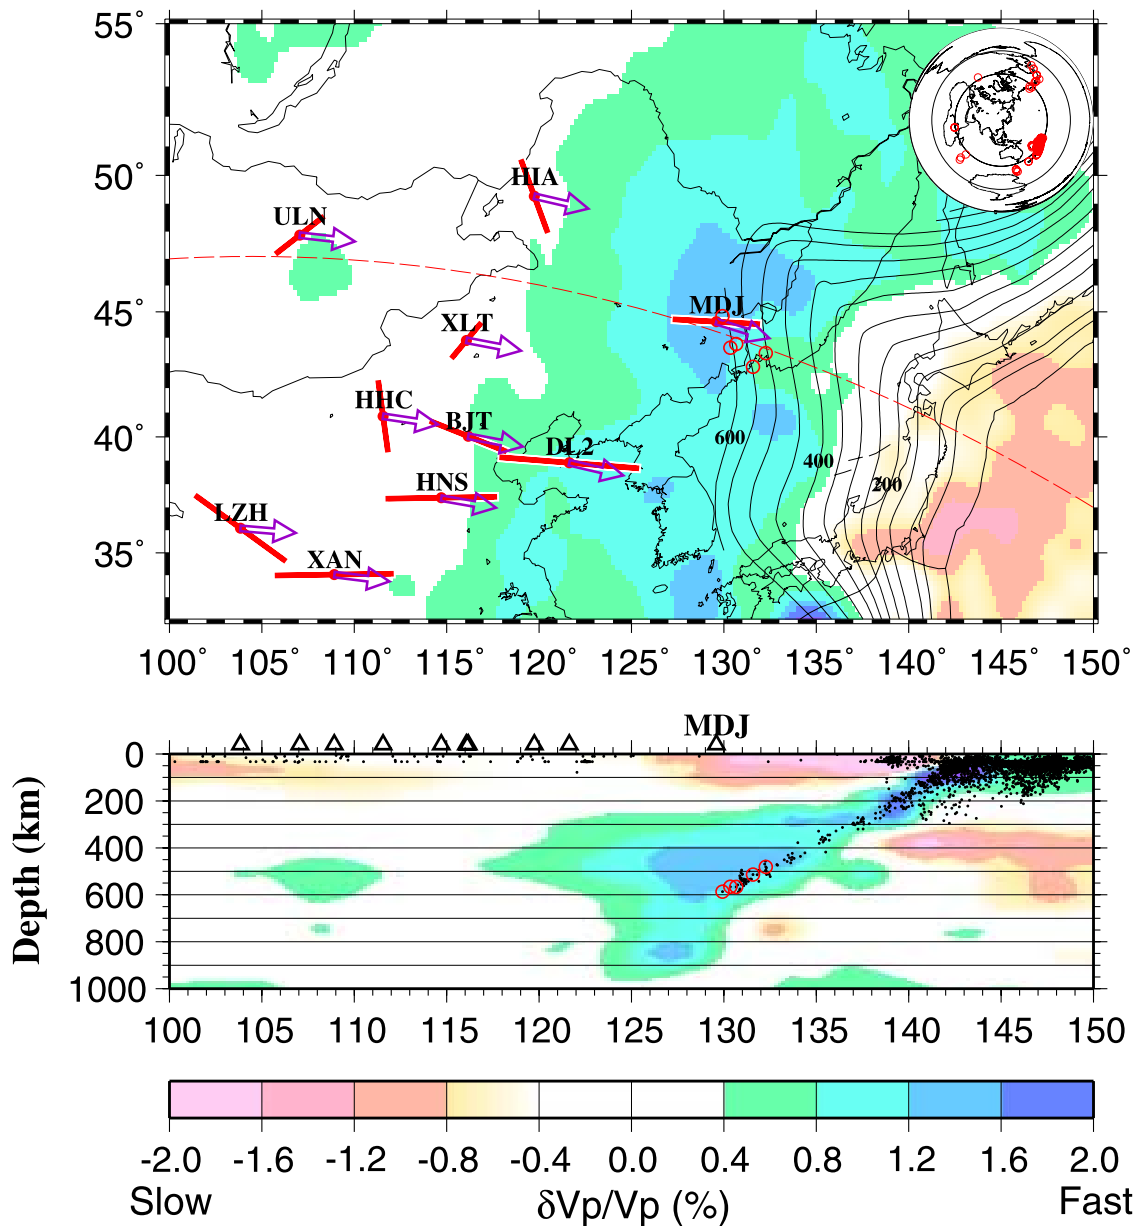 55°
50°
45°
40°
35°
HIA
ULN
MDJ
XLT
HHC
BJT
DL2
600
400
200
HNS
LZH
XAN
100° 105° 110° 115° 120° 125° 130° 135° 140° 145° 150°
MDJ
Depth (km)
0
200
400
600
800
1000
100 105 110 115 120 125 130 135 140 145 150
-2.0 -1.6 -1.2 -0.8 -0.4 0.0 0.4 0.8 1.2 1.6 2.0
Slow δVp/Vp (%) Fast